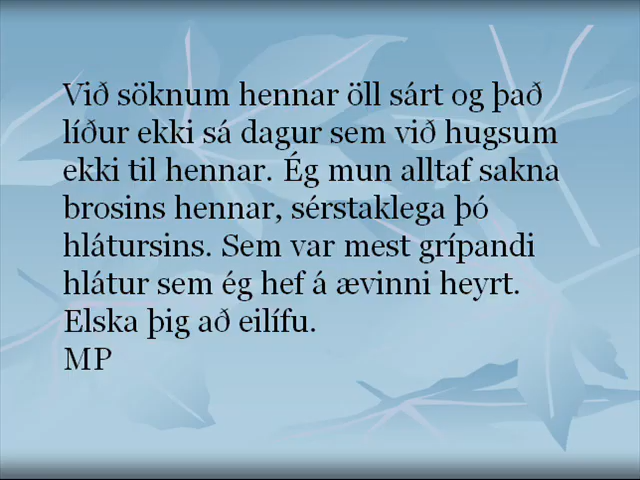 Við söknum hennar öll sárt og það
líður ekki sá dagur sem við hugsum
ekki til hennar. Ég mun alltaf sakna
brosins hennar, sérstaklega þó
hlátursins. Sem var mest grípandi
hlátur sem ég hef á ævinni heyrt.
Elska þig að eilífu.
MP